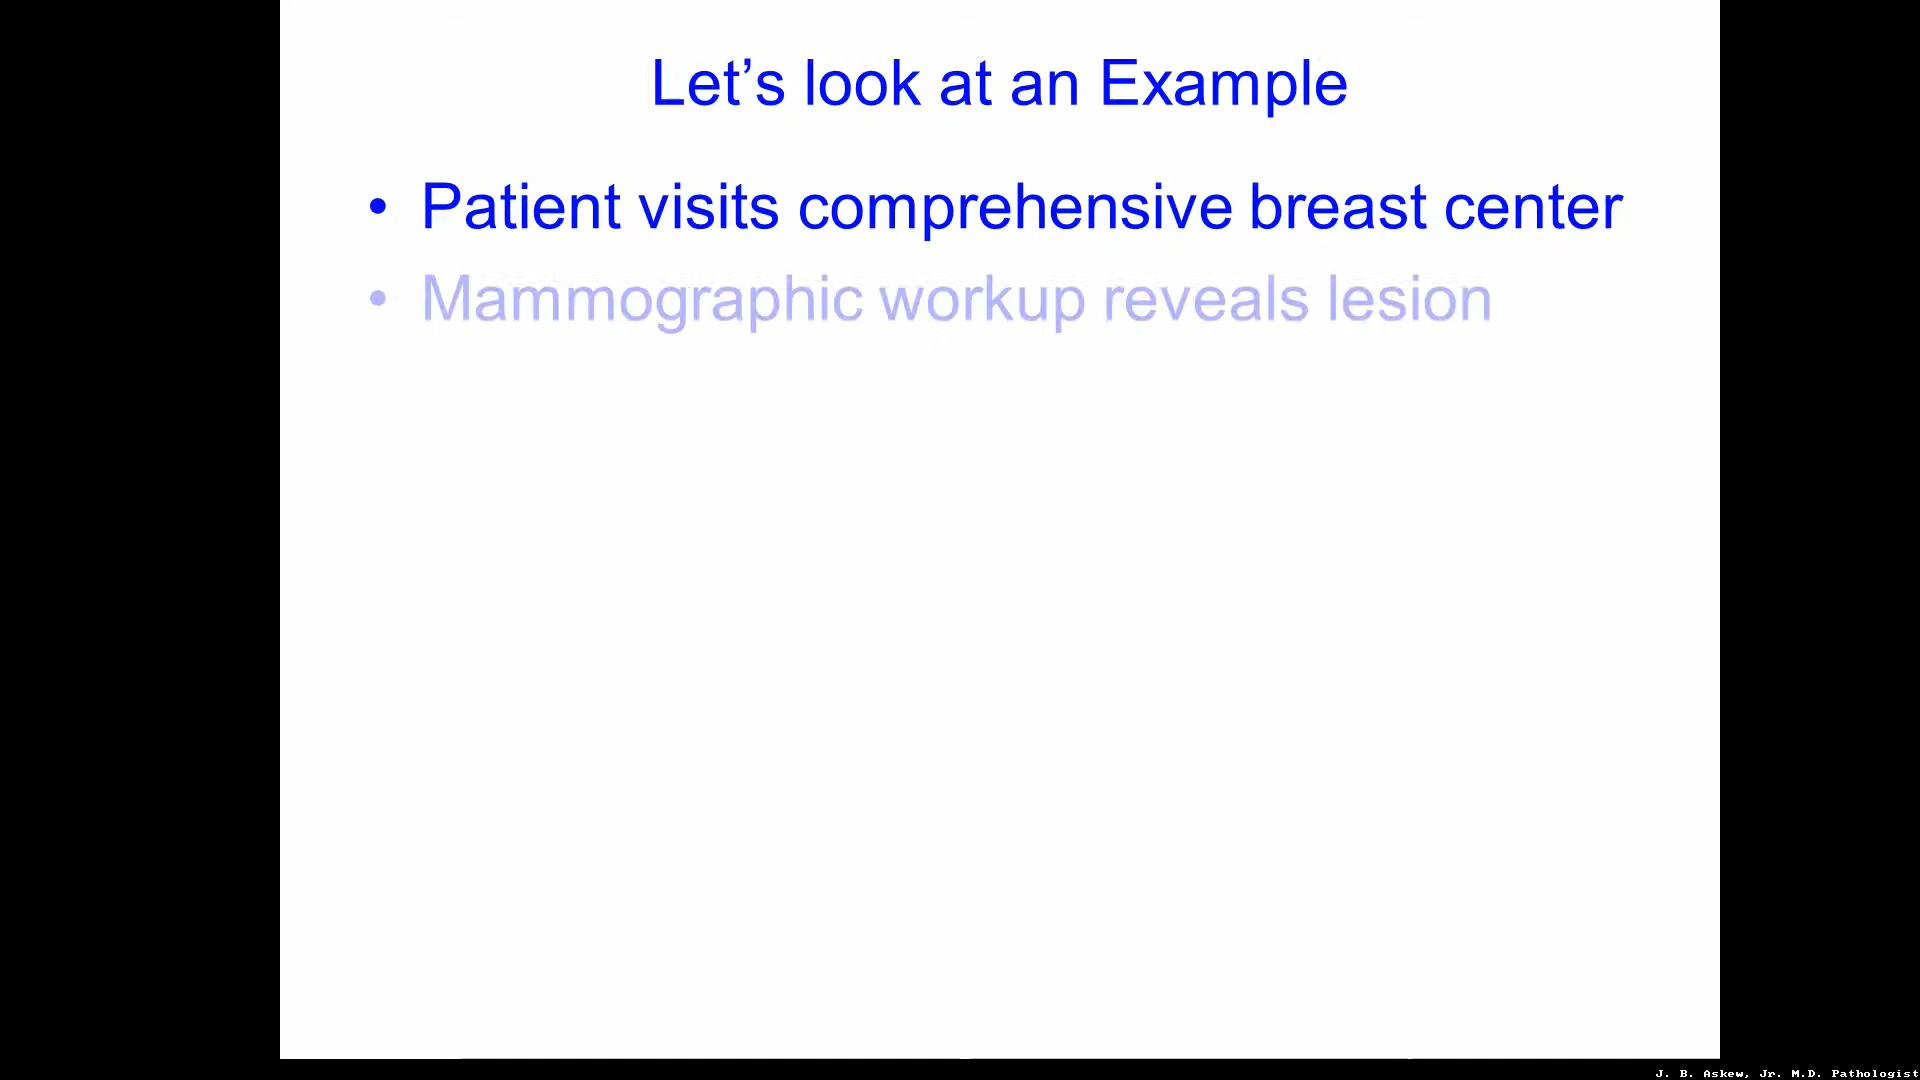 Let’s look at an Example
• Patient visits comprehensive breast center
• Mammographic workup reveals lesion
J. B. Askew, Jr. M.D. Pathologist